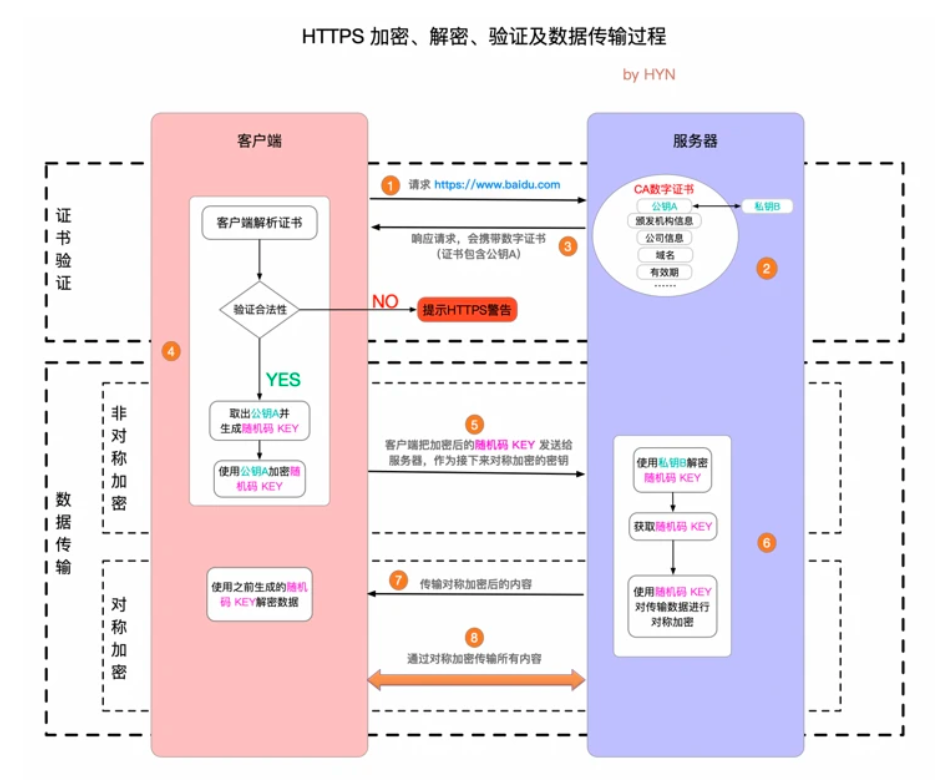 HTTPS 加密、解密、验证及数据传输过程
by HYN
客户端
服务器
证书验证
1
请求 https://www.baidu.com
CA数字证书
公钥A
私钥B
颁发机构信息
公司信息
域名
有效期
......
2
响应请求，会携带数字证书
（证书包含公钥A）
3
客户端解析证书
验证合法性
NO
提示HTTPS警告
4
YES
数据传输
非对称加密
取出公钥A并
生成随机码 KEY
使用公钥A加密随
机码 KEY
5
客户端把加密后的随机码 KEY 发送给
服务器，作为接下来对称加密的密钥
使用私钥B解密
随机码 KEY
获取随机码 KEY
6
使用随机码 KEY
对传输数据进行
对称加密
对称加密
7
传输对称加密后的内容
使用之前生成的随机
码 KEY解密数据
8
通过对称加密传输所有内容